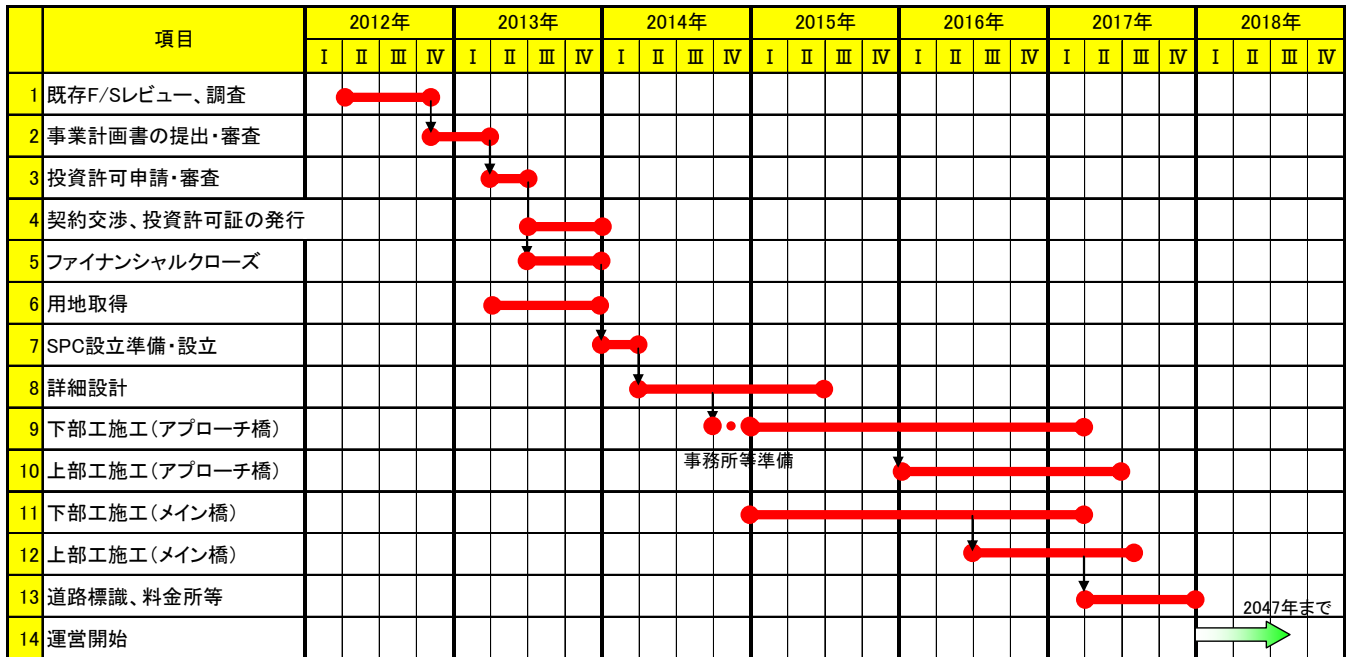 項目 2012年 2013年 2014年 2015年 2016年 2017年 2018年
Ⅰ Ⅱ Ⅲ Ⅳ Ⅰ Ⅱ Ⅲ Ⅳ Ⅰ Ⅱ Ⅲ Ⅳ Ⅰ Ⅱ Ⅲ Ⅳ Ⅰ Ⅱ Ⅲ Ⅳ Ⅰ Ⅱ Ⅲ Ⅳ Ⅰ Ⅱ Ⅲ Ⅳ
1 既存F/Sレビュー、調査
2 事業計画書の提出・審査
3 投資許可申請・審査
4 契約交渉、投資許可証の発行
5 ファイナンシャルクローズ
6 用地取得
7 SPC設立準備・設立
8 詳細設計
9 下部工施工（アプローチ橋）
事務所等準備
10 上部工施工（アプローチ橋）
11 下部工施工（メイン橋）
12 上部工施工（メイン橋）
13 道路標識、料金所等
2047年まで
14 運営開始